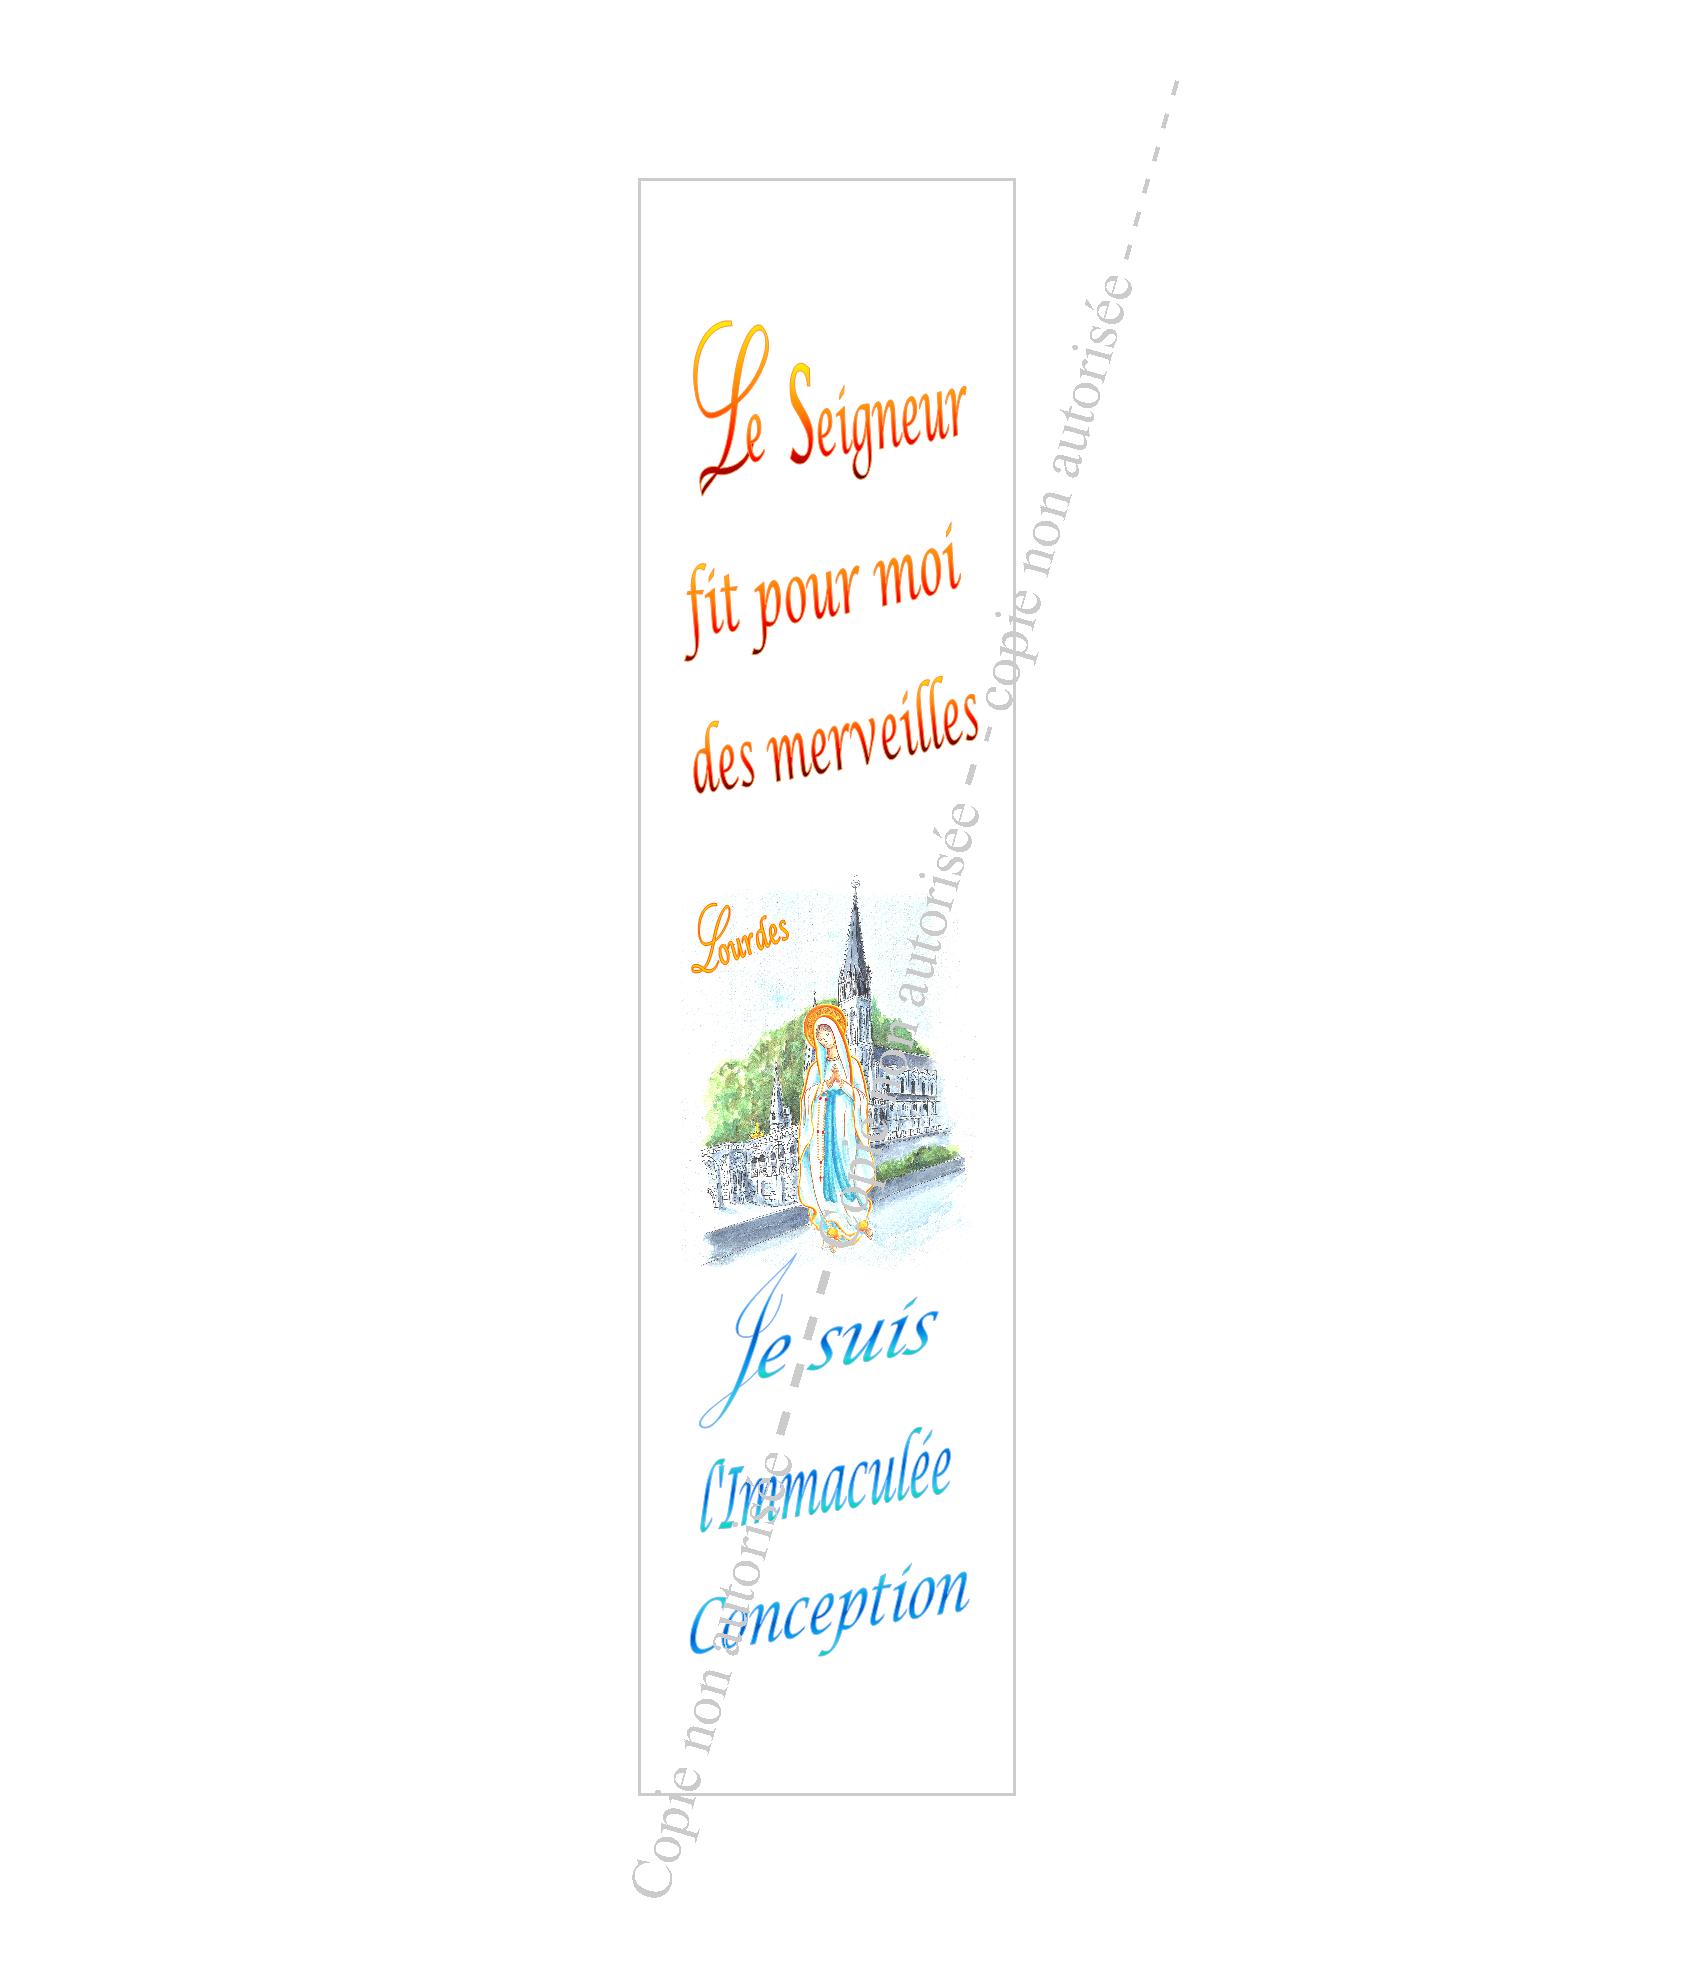 Le Seigneur
fit pour moi
des merveilles
Lourdes
Je suis
l'Immaculée
Conception
Copie non autorisée - - - - Copie non autorisée - - copie non autorisée - - - - - -